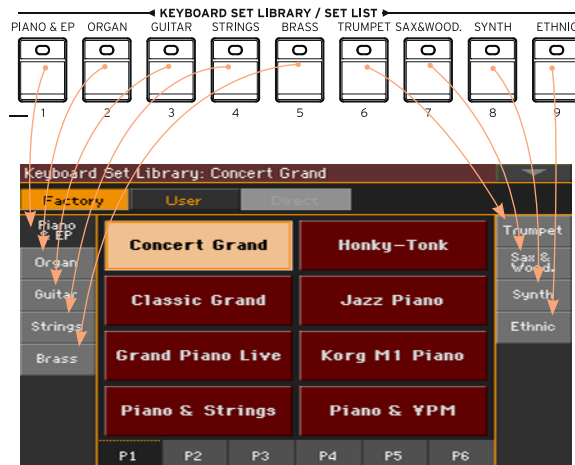 KEYBOARD SET LIBRARY / SET LIST
PIANO & EP ORGAN GUITAR STRINGS BRASS TRUMPET SAX&WOOD. SYNTH ETHNIC
1 2 3 4 5 6 7 8 9
Keyboard Set Library: Concert Grand
Factory User Direct
Piano & EP
Organ
Guitar
Strings
Brass
Concert Grand Honky-Tonk
Classic Grand Jazz Piano
Grand Piano Live Korg M1 Piano
Piano & Strings Piano & YPM
Trumpet
Sax & Wood.
Synth
Ethnic
P1 P2 P3 P4 P5 P6